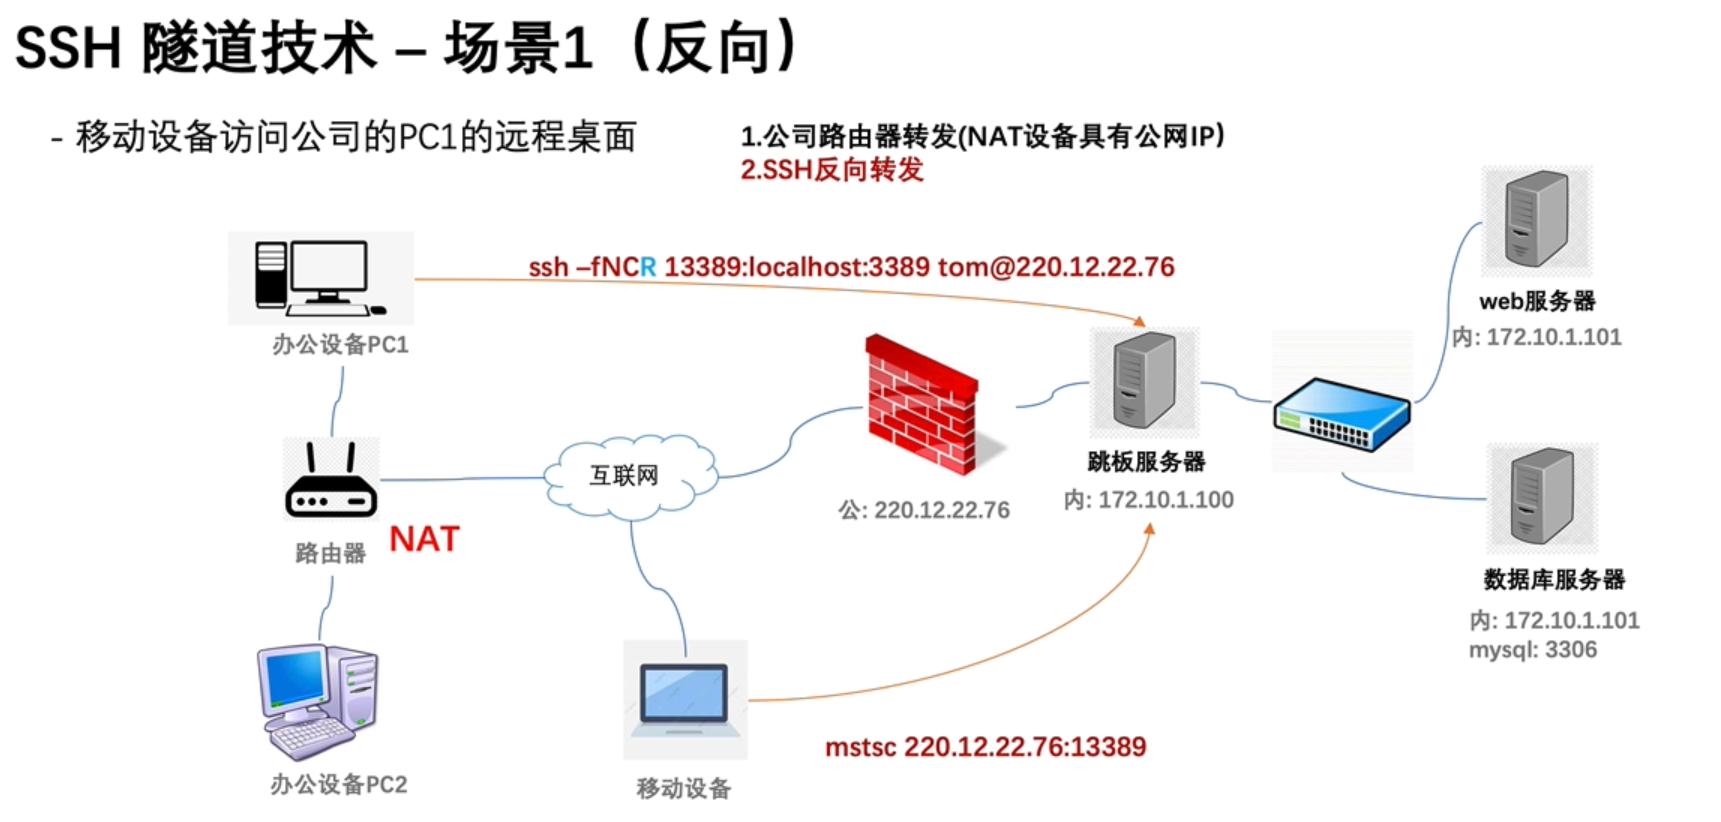 SSH 隧道技术 – 场景1（反向）
- 移动设备访问公司的PC1的远程桌面
1.公司路由器转发(NAT设备具有公网IP)
2.SSH反向转发
ssh –fNCR 13389:localhost:3389 tom@220.12.22.76
办公设备PC1
web服务器
内: 172.10.1.101
互联网
跳板服务器
内: 172.10.1.100
公: 220.12.22.76
NAT
路由器
数据库服务器
内: 172.10.1.101
mysql: 3306
mstsc 220.12.22.76:13389
办公设备PC2
移动设备